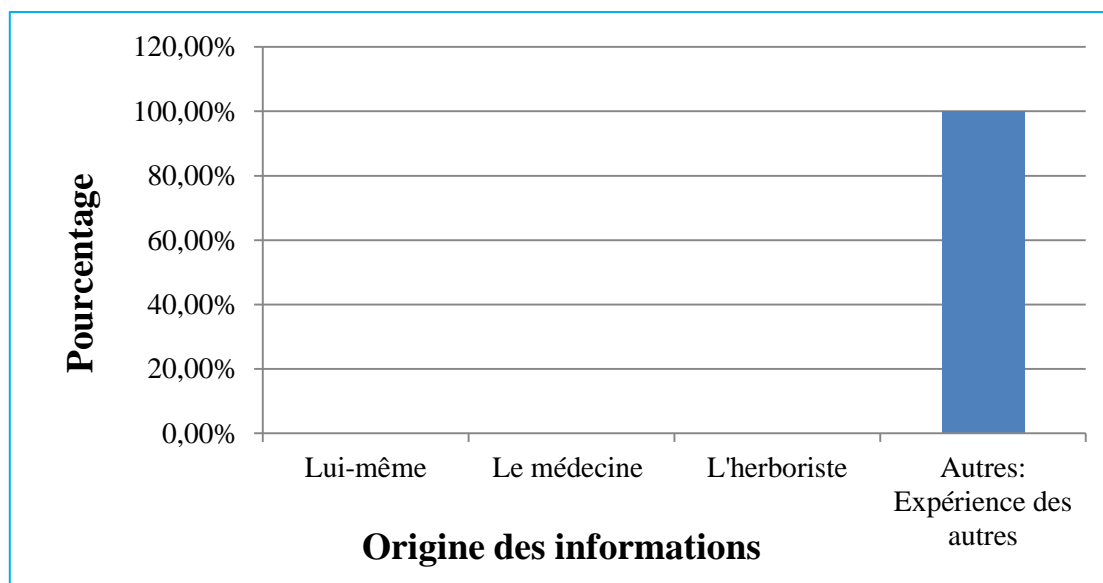 120,00%
100,00%
80,00%
60,00%
40,00%
20,00%
0,00%
Pourcentage
Lui-même
Le médecine
L'herboriste
Autres:
Expérience des
autres
Origine des informations